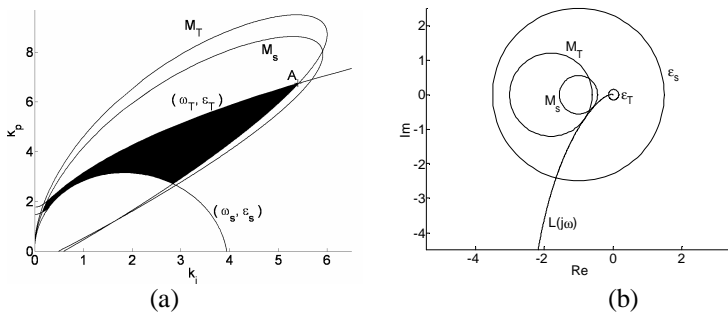 8
6
4
2
0
0 1 2 3 4 5 6
k_p
k_i
M_T
M_s
A
(ω_T, ε_T)
(ω_s, ε_s)
(a)
2
1
0
-1
-2
-3
-4
-4 -2 0 2
Im
Re
M_T
ε_s
M_s
ε_T
L(jω)
(b)